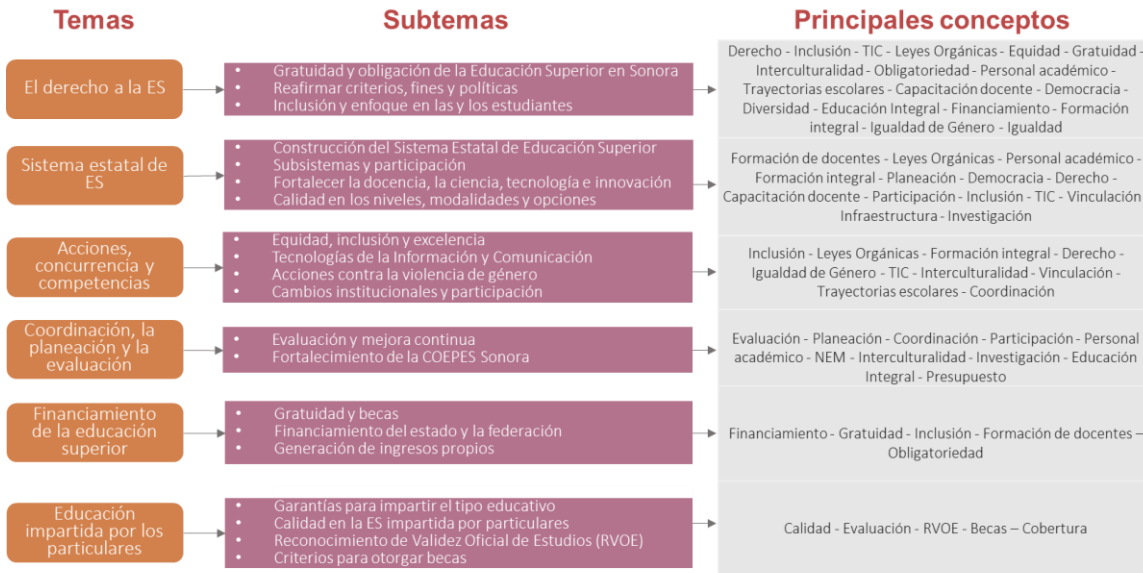 Temas
Subtemas
Principales conceptos
El derecho a la ES
• Gratuidad y obligación de la Educación Superior en Sonora
• Reafirmar criterios, fines y políticas
• Inclusión y enfoque en las y los estudiantes
Derecho - Inclusión - TIC - Leyes Orgánicas - Equidad - Gratuidad -
Interculturalidad - Obligatoriedad - Personal académico -
Trayectorias escolares - Capacitación docente - Democracia -
Diversidad - Educación Integral - Financiamiento - Formación
integral - Igualdad de Género - Igualdad
Sistema estatal de
ES
• Construcción del Sistema Estatal de Educación Superior
• Subsistemas y participación
• Fortalecer la docencia, la ciencia, tecnología e innovación
• Calidad en los niveles, modalidades y opciones
Formación de docentes - Leyes Orgánicas - Personal académico -
Formación integral - Planeación - Democracia - Derecho -
Capacitación docente - Participación - Inclusión - TIC - Vinculación
Infraestructura - Investigación
Acciones,
concurrencia y
competencias
• Equidad, inclusión y excelencia
• Tecnologías de la Información y Comunicación
• Acciones contra la violencia de género
• Cambios institucionales y participación
Inclusión - Leyes Orgánicas - Formación integral - Derecho -
Igualdad de Género - TIC - Interculturalidad - Vinculación -
Trayectorias escolares - Coordinación
Coordinación, la
planeación y la
evaluación
• Evaluación y mejora continua
• Fortalecimiento de la COEPES Sonora
Evaluación - Planeación - Coordinación - Participación - Personal
académico - NEM - Interculturalidad - Investigación - Educación
Integral - Presupuesto
Financiamiento
de la educación
superior
• Gratuidad y becas
• Financiamiento del estado y la federación
• Generación de ingresos propios
Financiamiento - Gratuidad - Inclusión - Formación de docentes –
Obligatoriedad
Educación
impartida por los
particulares
• Garantías para impartir el tipo educativo
• Calidad en la ES impartida por particulares
• Reconocimiento de Validez Oficial de Estudios (RVOE)
• Criterios para otorgar becas
Calidad - Evaluación - RVOE - Becas – Cobertura